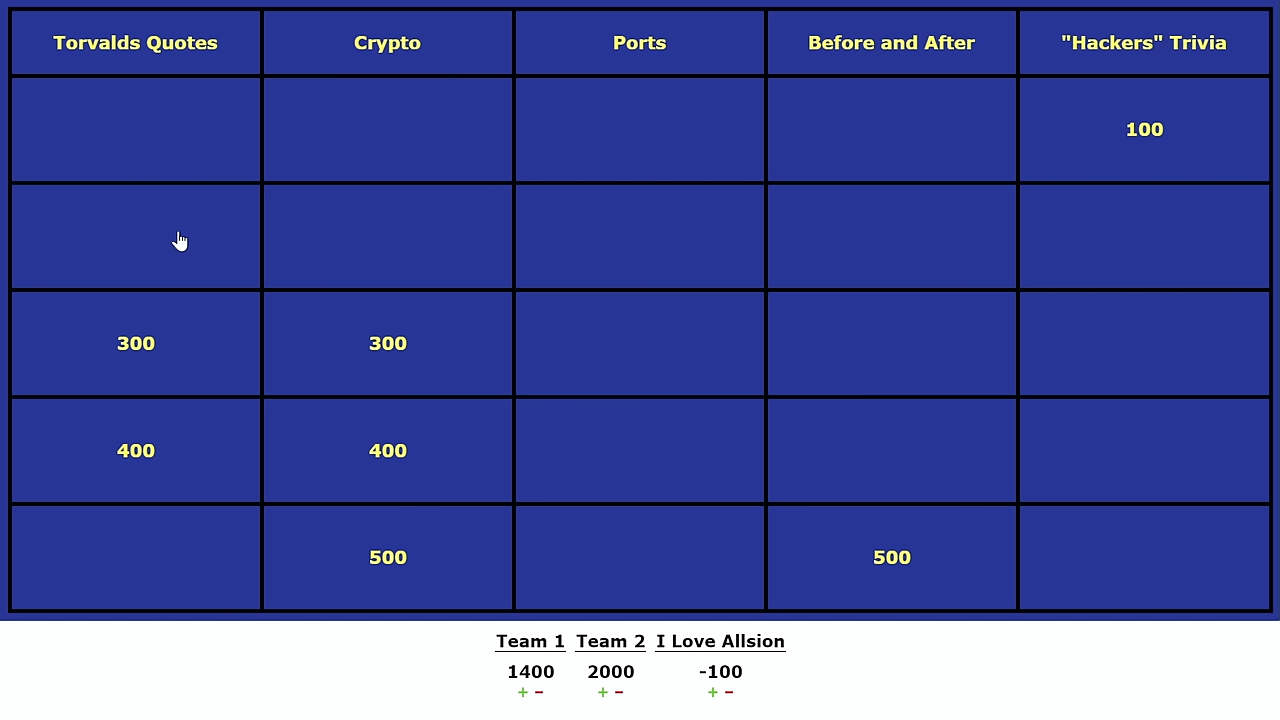 Torvalds Quotes Crypto Ports Before and After "Hackers" Trivia
100
300 300
400 400
500 500
Team 1 Team 2 I Love Allsion
1400 2000 -100
+ − + − + −